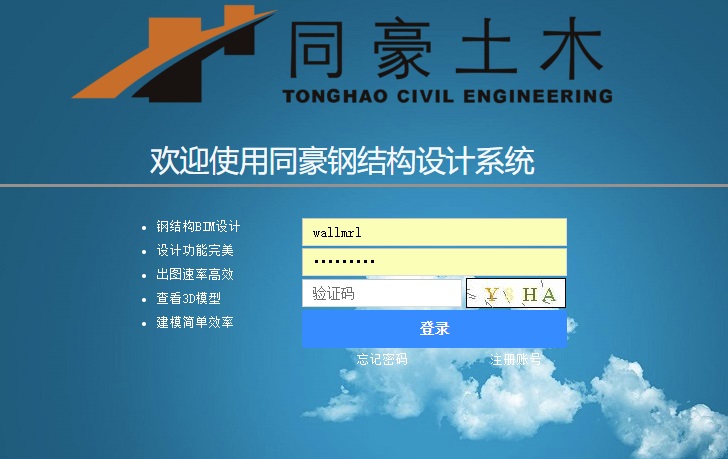 同豪土木
TONGHAO CIVIL ENGINEERING
欢迎使用同豪钢结构设计系统
钢结构BIM设计
设计功能完美
出图速率高效
查看3D模型
建模简单效率
wallmrl
•••••••••
验证码
Y8HA
登录
忘记密码
注册账号